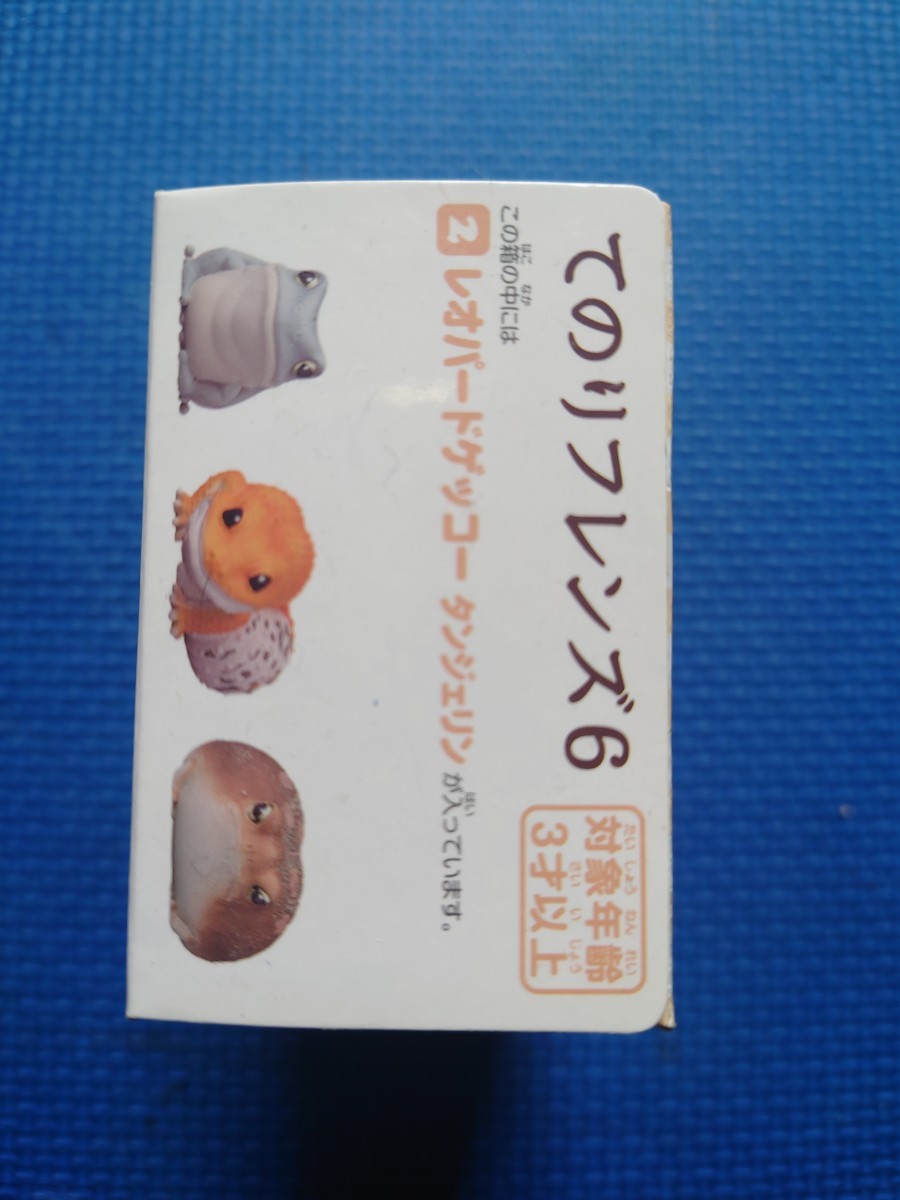 てのりフレンズ6
対象年齢
3才以上
この箱の中には
2 レオパードゲッコー タンジェリン が入っています。